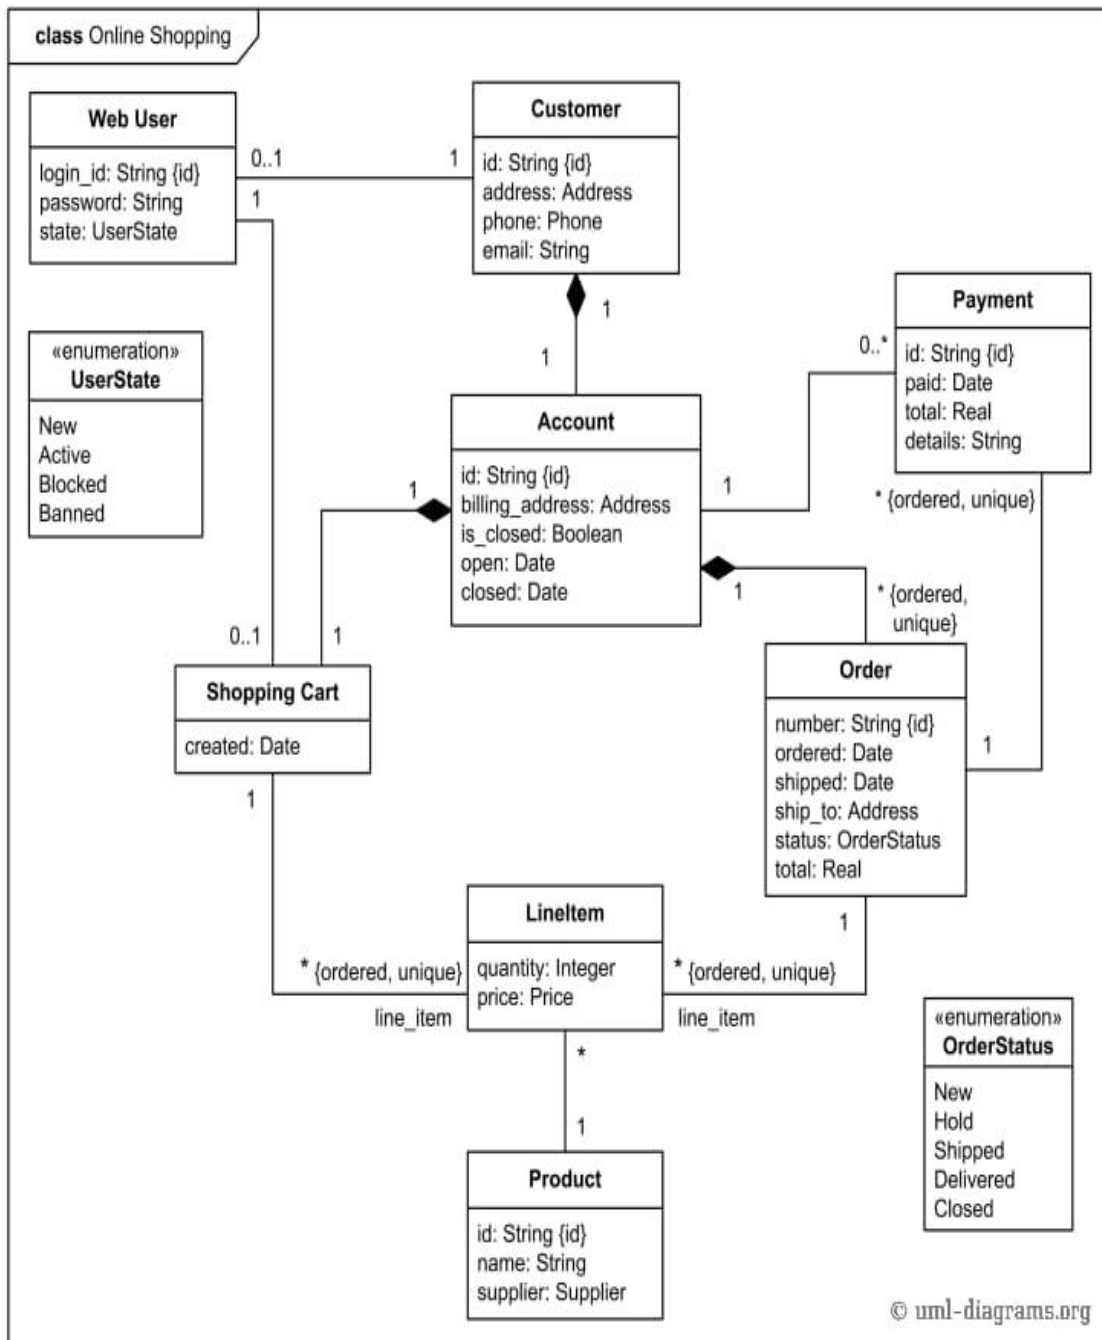 class Online Shopping
Web User
login_id: String {id}
password: String
state: UserState
0..1
1
1
Customer
id: String {id}
address: Address
phone: Phone
email: String
1
1
«enumeration»
UserState
New
Active
Blocked
Banned
Account
id: String {id}
billing_address: Address
is_closed: Boolean
open: Date
closed: Date
Payment
id: String {id}
paid: Date
total: Real
details: String
0..*
1
* {ordered, unique}
1
1
* {ordered,
unique}
0..1
1
Shopping Cart
created: Date
1
Order
number: String {id}
ordered: Date
shipped: Date
ship_to: Address
status: OrderStatus
total: Real
1
1
LineItem
quantity: Integer
price: Price
* {ordered, unique}
line_item
* {ordered, unique}
line_item
*
1
Product
id: String {id}
name: String
supplier: Supplier
«enumeration»
OrderStatus
New
Hold
Shipped
Delivered
Closed
© uml-diagrams.org